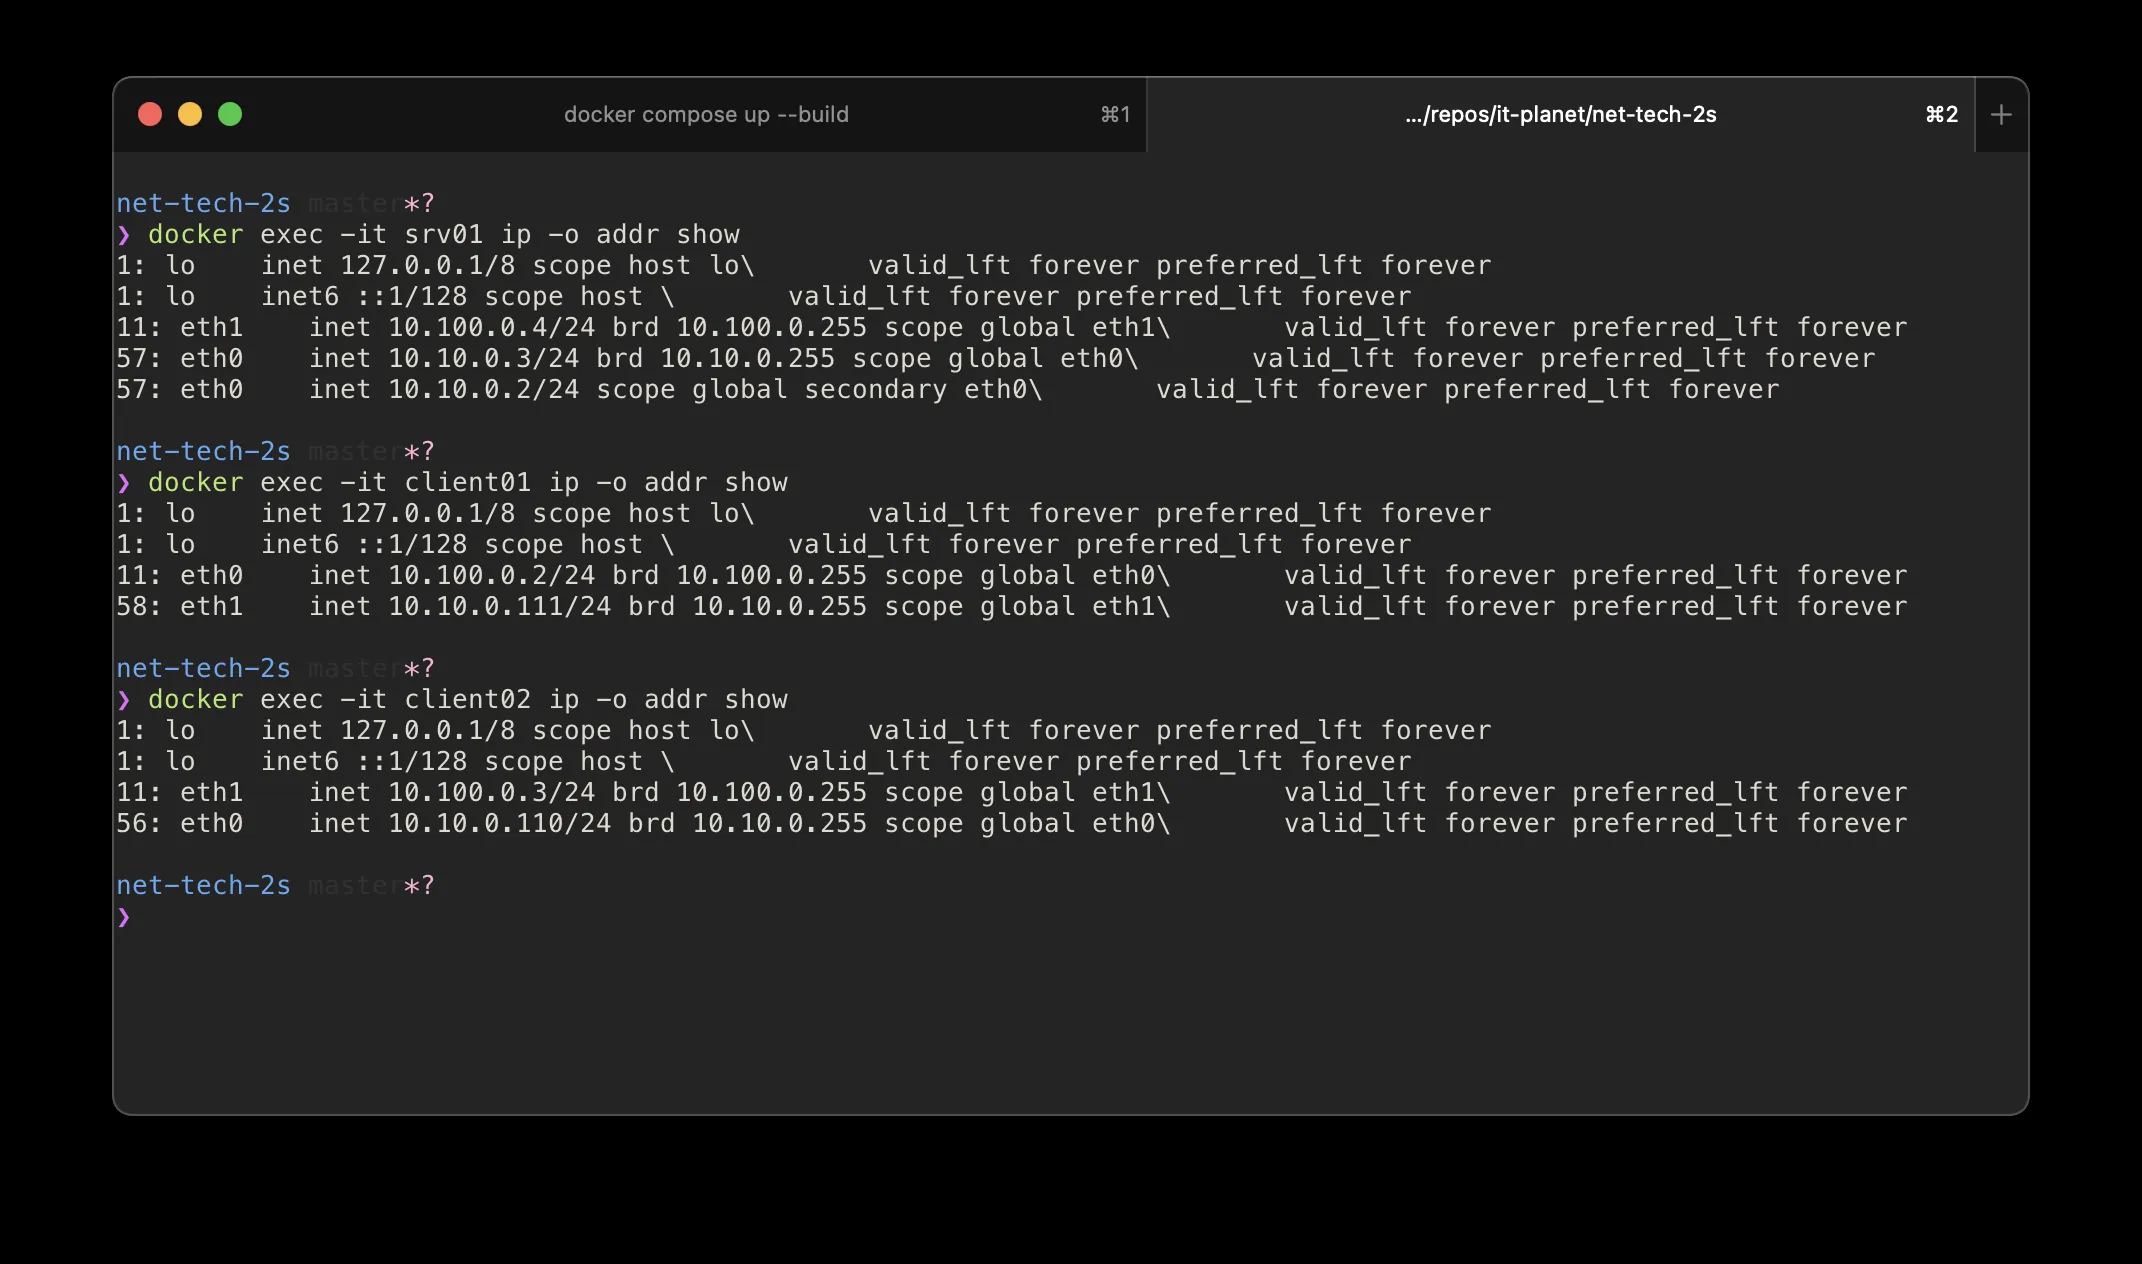 docker compose up --build ⌘1 .../repos/it-planet/net-tech-2s ⌘2 +
net-tech-2s master*?
❯ docker exec -it srv01 ip -o addr show
1: lo    inet 127.0.0.1/8 scope host lo\       valid_lft forever preferred_lft forever
1: lo    inet6 ::1/128 scope host \       valid_lft forever preferred_lft forever
11: eth1    inet 10.100.0.4/24 brd 10.100.0.255 scope global eth1\       valid_lft forever preferred_lft forever
57: eth0    inet 10.10.0.3/24 brd 10.10.0.255 scope global eth0\       valid_lft forever preferred_lft forever
57: eth0    inet 10.10.0.2/24 scope global secondary eth0\       valid_lft forever preferred_lft forever
net-tech-2s master*?
❯ docker exec -it client01 ip -o addr show
1: lo    inet 127.0.0.1/8 scope host lo\       valid_lft forever preferred_lft forever
1: lo    inet6 ::1/128 scope host \       valid_lft forever preferred_lft forever
11: eth0    inet 10.100.0.2/24 brd 10.100.0.255 scope global eth0\       valid_lft forever preferred_lft forever
58: eth1    inet 10.10.0.111/24 brd 10.10.0.255 scope global eth1\       valid_lft forever preferred_lft forever
net-tech-2s master*?
❯ docker exec -it client02 ip -o addr show
1: lo    inet 127.0.0.1/8 scope host lo\       valid_lft forever preferred_lft forever
1: lo    inet6 ::1/128 scope host \       valid_lft forever preferred_lft forever
11: eth1    inet 10.100.0.3/24 brd 10.100.0.255 scope global eth1\       valid_lft forever preferred_lft forever
56: eth0    inet 10.10.0.110/24 brd 10.10.0.255 scope global eth0\       valid_lft forever preferred_lft forever
net-tech-2s master*?
❯